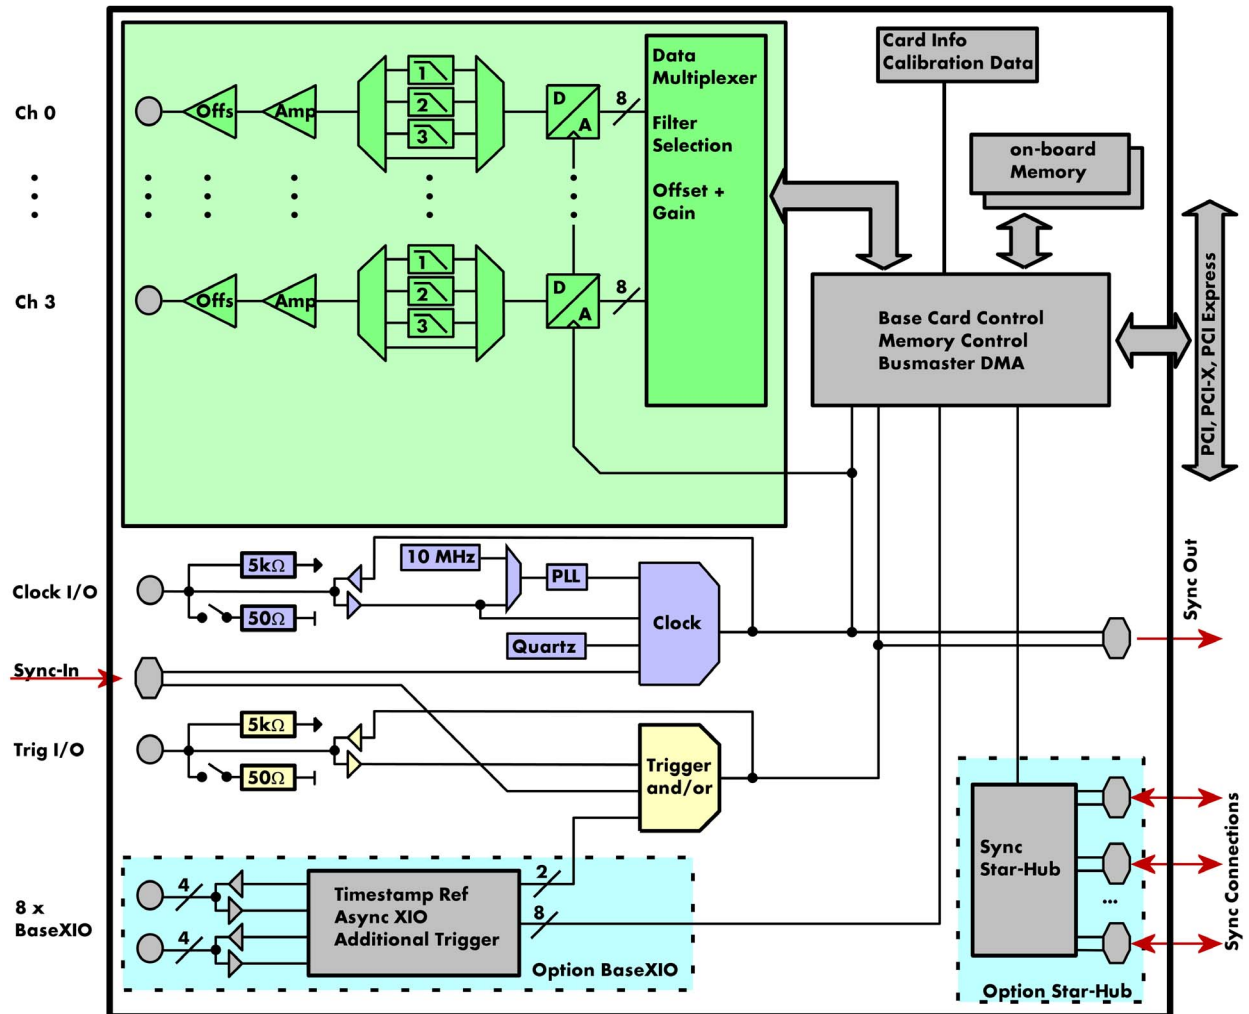 Card Info
Calibration Data
Ch 0
Offs
Amp
1
2
3
D
A
8
Data
Multiplexer
Filter
Selection
Offset +
Gain
on-board
Memory
Ch 3
Offs
Amp
1
2
3
D
A
8
Base Card Control
Memory Control
Busmaster DMA
PCI, PCI-X, PCI Express
Clock I/O
5kΩ
50Ω
10 MHz
PLL
Quartz
Clock
Sync Out
Sync-In
Trig I/O
5kΩ
50Ω
Trigger
and/or
8 x
BaseXIO
4
4
Timestamp Ref
Async XIO
Additional Trigger
2
8
Option BaseXIO
Sync
Star-Hub
...
Option Star-Hub
Sync Connections